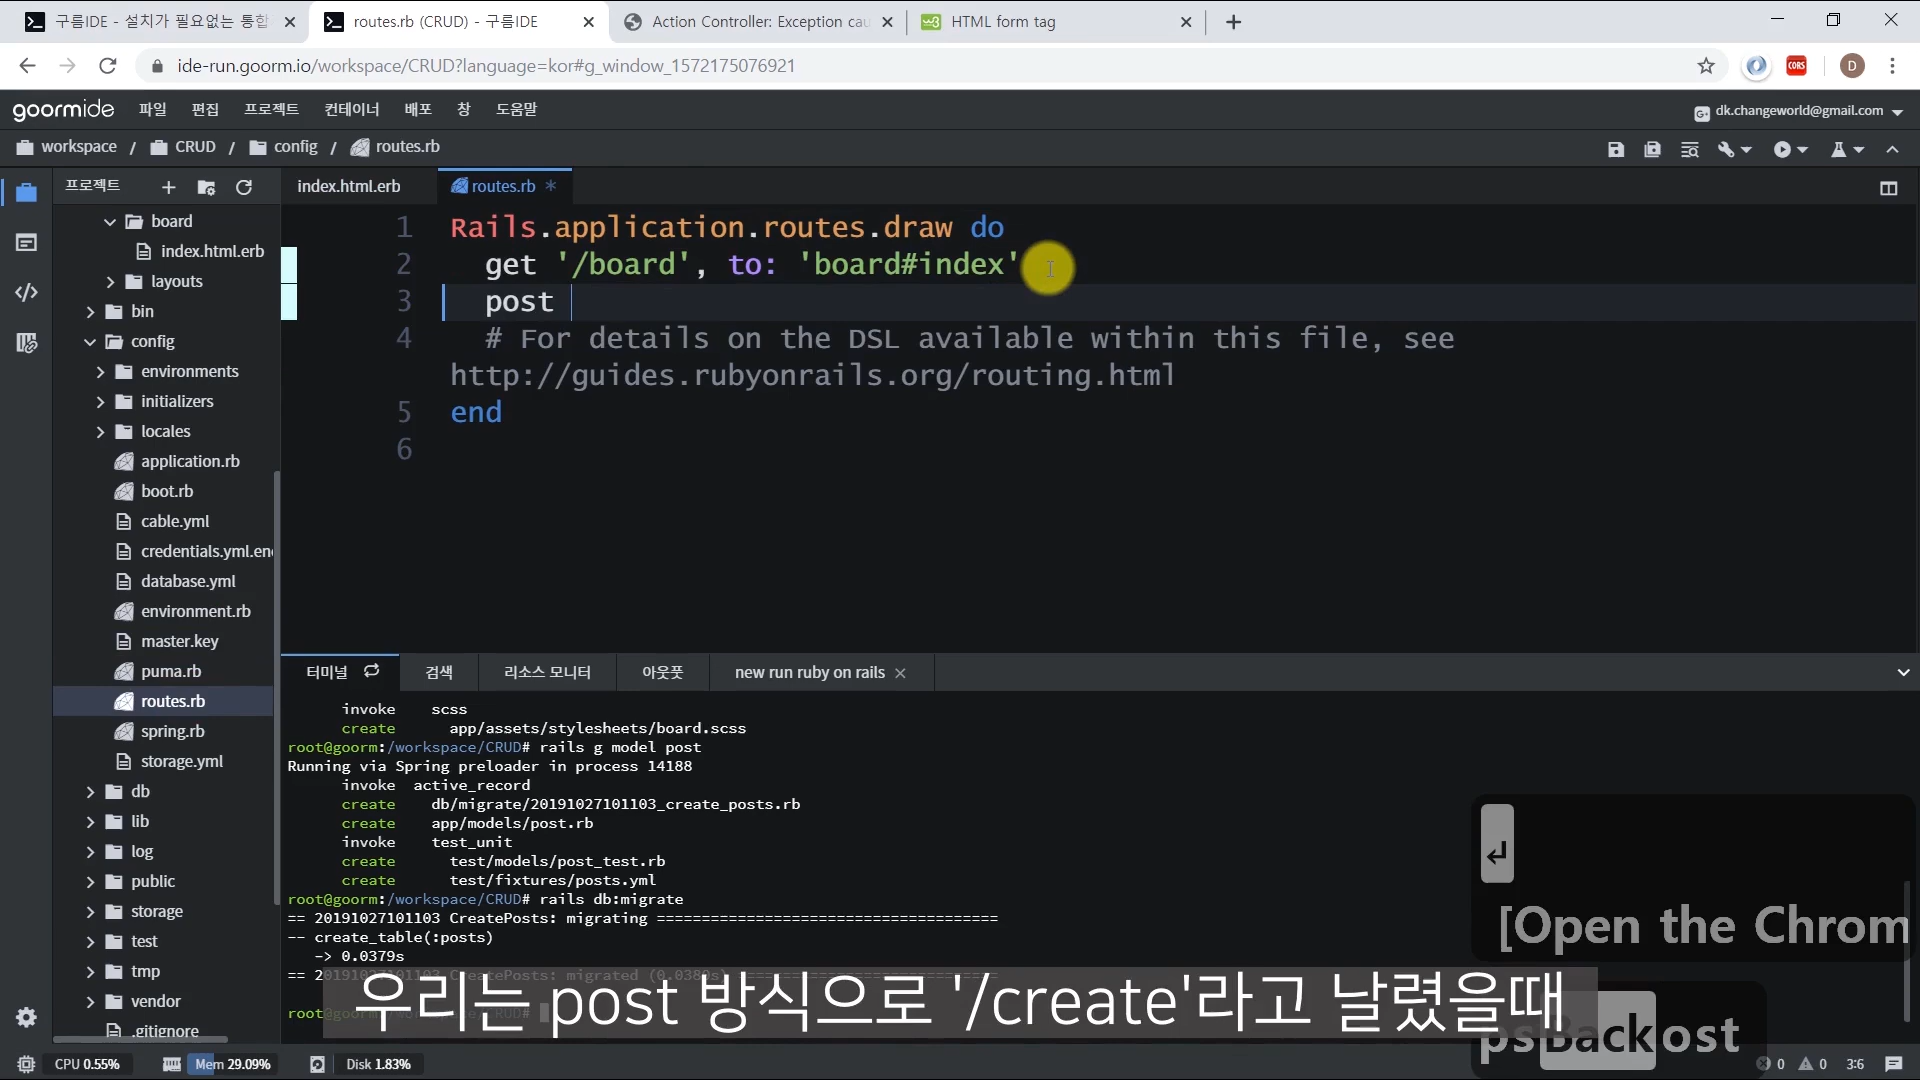 구름IDE - 설치가 필요없는 통합
routes.rb (CRUD) - 구름IDE
Action Controller: Exception cau
HTML form tag
ide-run.goorm.io/workspace/CRUD?language=kor#g_window_1572175076921
CORS
D
goormide
파일
편집
프로젝트
컨테이너
배포
창
도움말
dk.changeworld@gmail.com
workspace / CRUD / config / routes.rb
프로젝트
index.html.erb
routes.rb *
board
index.html.erb
layouts
bin
config
environments
initializers
locales
application.rb
boot.rb
cable.yml
credentials.yml.en
database.yml
environment.rb
master.key
puma.rb
routes.rb
spring.rb
storage.yml
db
lib
log
public
storage
test
tmp
vendor
.gitignore
1 Rails.application.routes.draw do
2 get '/board', to: 'board#index'
3 post
4 # For details on the DSL available within this file, see
http://guides.rubyonrails.org/routing.html
5 end
6
터미널
검색
리소스 모니터
아웃풋
new run ruby on rails
invoke scss
create app/assets/stylesheets/board.scss
root@goorm:/workspace/CRUD# rails g model post
Running via Spring preloader in process 14188
invoke active_record
create db/migrate/20191027101103_create_posts.rb
create app/models/post.rb
invoke test_unit
create test/models/post_test.rb
create test/fixtures/posts.yml
root@goorm:/workspace/CRUD# rails db:migrate
== 20191027101103 CreatePosts: migrating ======================================
-- create_table(:posts)
-> 0.0379s
== 20191027101103 CreatePosts: migrated (0.0380s)
우리는 post 방식으로 '/create'라고 날렸을때
↵
[Open the Chrom
psBackost
CPU 0.55%
Mem 29.09%
Disk 1.83%
0
0
3:6